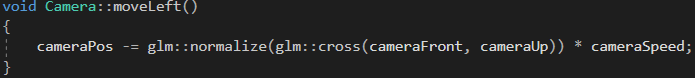 void Camera::moveLeft()
{
    cameraPos -= glm::normalize(glm::cross(cameraFront, cameraUp)) * cameraSpeed;
}